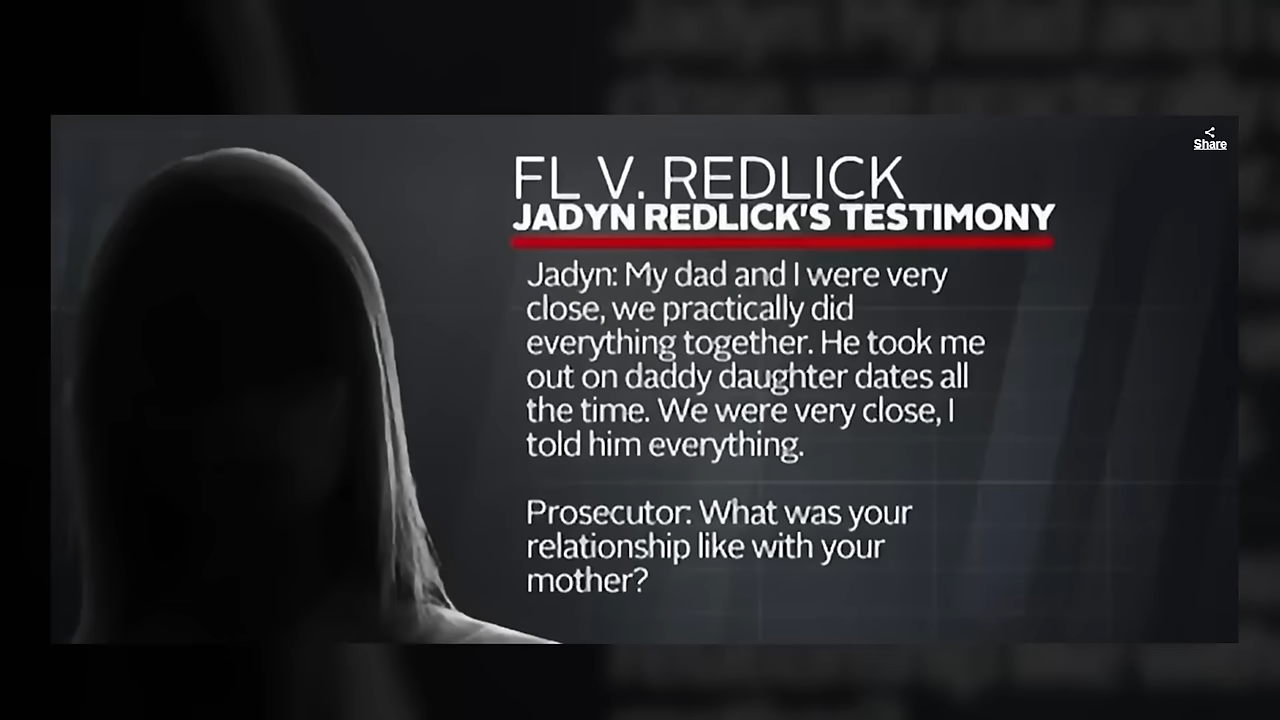 Share
FL V. REDLICK
JADYN REDLICK'S TESTIMONY
Jadyn: My dad and I were very
close, we practically did
everything together. He took me
out on daddy daughter dates all
the time. We were very close, I
told him everything.
Prosecutor: What was your
relationship like with your
mother?